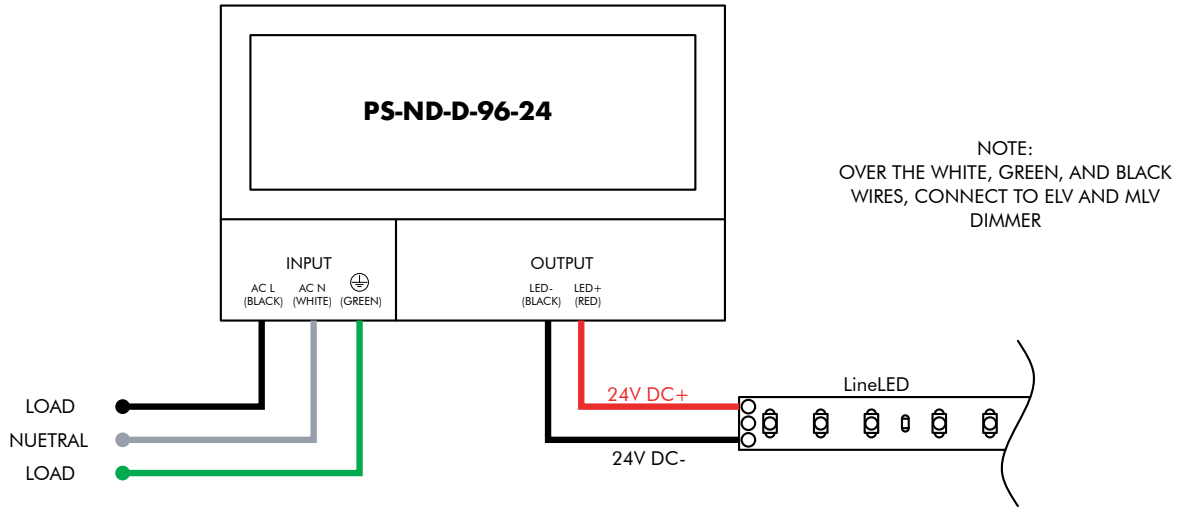 PS-ND-D-96-24
NOTE:
OVER THE WHITE, GREEN, AND BLACK
WIRES, CONNECT TO ELV AND MLV
DIMMER
INPUT
OUTPUT
AC L
(BLACK)
AC N
(WHITE)
(GREEN)
LED-
(BLACK)
LED+
(RED)
LOAD
NUETRAL
LOAD
24V DC+
24V DC-
LineLED